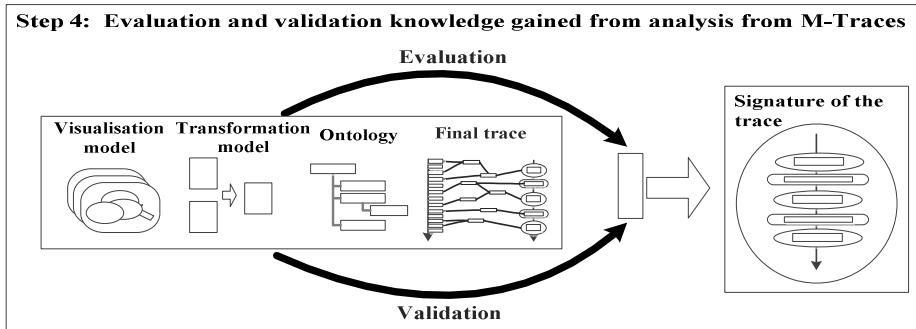 Step 4: Evaluation and validation knowledge gained from analysis from M-Traces
Evaluation
Visualisation
model
Transformation
model
Ontology
Final trace
Signature of the
trace
Validation